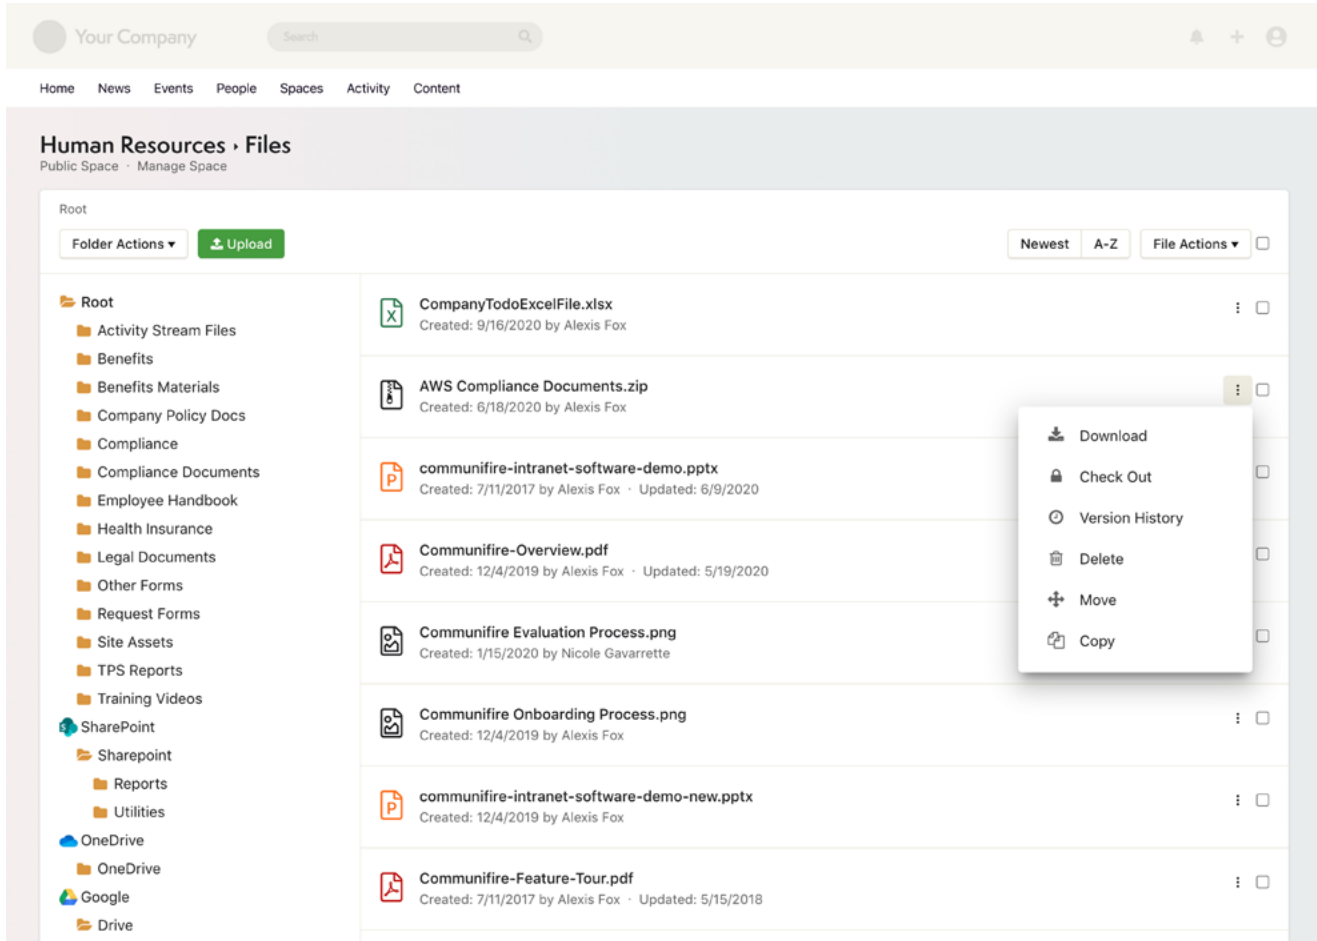 Your Company
Search
Home News Events People Spaces Activity Content
Human Resources › Files
Public Space · Manage Space
Root
Folder Actions ▾ Upload Newest A-Z File Actions ▾
Root
Activity Stream Files
Benefits
Benefits Materials
Company Policy Docs
Compliance
Compliance Documents
Employee Handbook
Health Insurance
Legal Documents
Other Forms
Request Forms
Site Assets
TPS Reports
Training Videos
SharePoint
Sharepoint
Reports
Utilities
OneDrive
OneDrive
Google
Drive
CompanyTodoExcelFile.xlsx
Created: 9/16/2020 by Alexis Fox
AWS Compliance Documents.zip
Created: 6/18/2020 by Alexis Fox
communifire-intranet-software-demo.pptx
Created: 7/11/2017 by Alexis Fox · Updated: 6/9/2020
Communifire-Overview.pdf
Created: 12/4/2019 by Alexis Fox · Updated: 5/19/2020
Communifire Evaluation Process.png
Created: 1/15/2020 by Nicole Gavarrette
Communifire Onboarding Process.png
Created: 12/4/2019 by Alexis Fox
communifire-intranet-software-demo-new.pptx
Created: 12/4/2019 by Alexis Fox
Communifire-Feature-Tour.pdf
Created: 7/11/2017 by Alexis Fox · Updated: 5/15/2018
Download
Check Out
Version History
Delete
Move
Copy